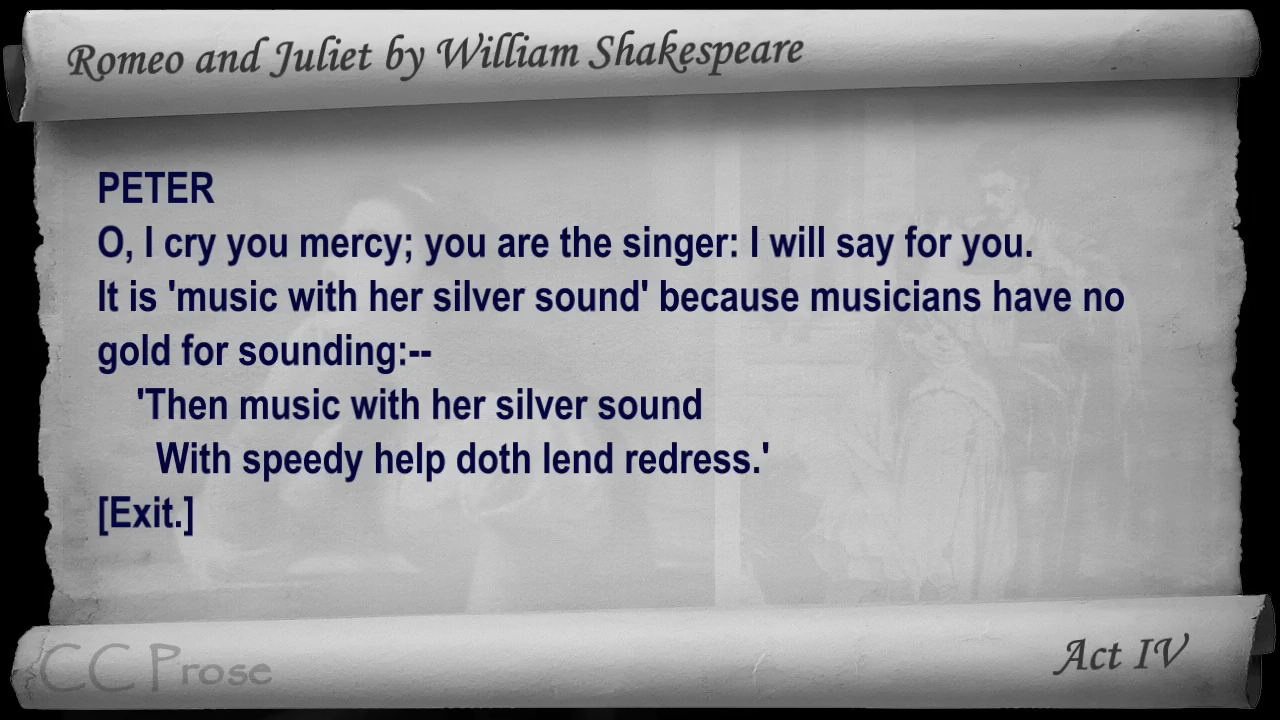 Romeo and Juliet by William Shakespeare
PETER
O, I cry you mercy; you are the singer: I will say for you.
It is 'music with her silver sound' because musicians have no
gold for sounding:--
'Then music with her silver sound
With speedy help doth lend redress.'
[Exit.]
CC Prose
Act IV